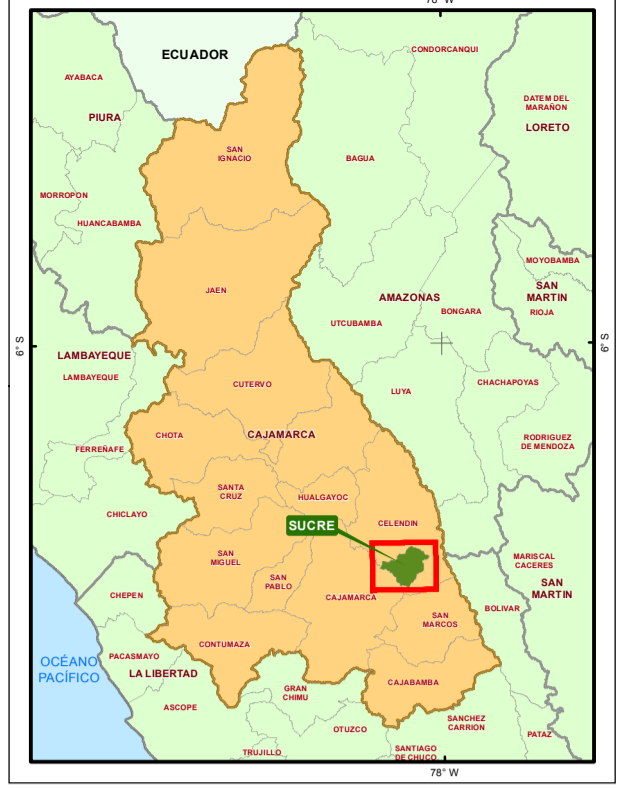 78° W
ECUADOR
CONDORCANQUI
AYABACA
PIURA
DATEM DEL
MARAÑON
LORETO
SAN
IGNACIO
BAGUA
MORROPON
HUANCABAMBA
MOYOBAMBA
SAN
MARTIN
RIOJA
JAEN
AMAZONAS
BONGARA
UTCUBAMBA
6° S
6° S
LAMBAYEQUE
LAMBAYEQUE
CUTERVO
LUYA
CHACHAPOYAS
CHOTA
CAJAMARCA
FERREÑAFE
RODRIGUEZ
DE MENDOZA
SANTA
CRUZ
HUALGAYOC
CHICLAYO
SUCRE
CELENDIN
SAN
MIGUEL
SAN
PABLO
CAJAMARCA
MARISCAL
CACERES
SAN
MARTIN
CHEPEN
BOLIVAR
SAN
MARCOS
CONTUMAZA
OCÉANO
PACÍFICO
PACASMAYO
LA LIBERTAD
CAJABAMBA
GRAN
CHIMU
ASCOPE
SANCHEZ
CARRION
OTUZCO
PATAZ
TRUJILLO
SANTIAGO
DE CHUCO
78° W